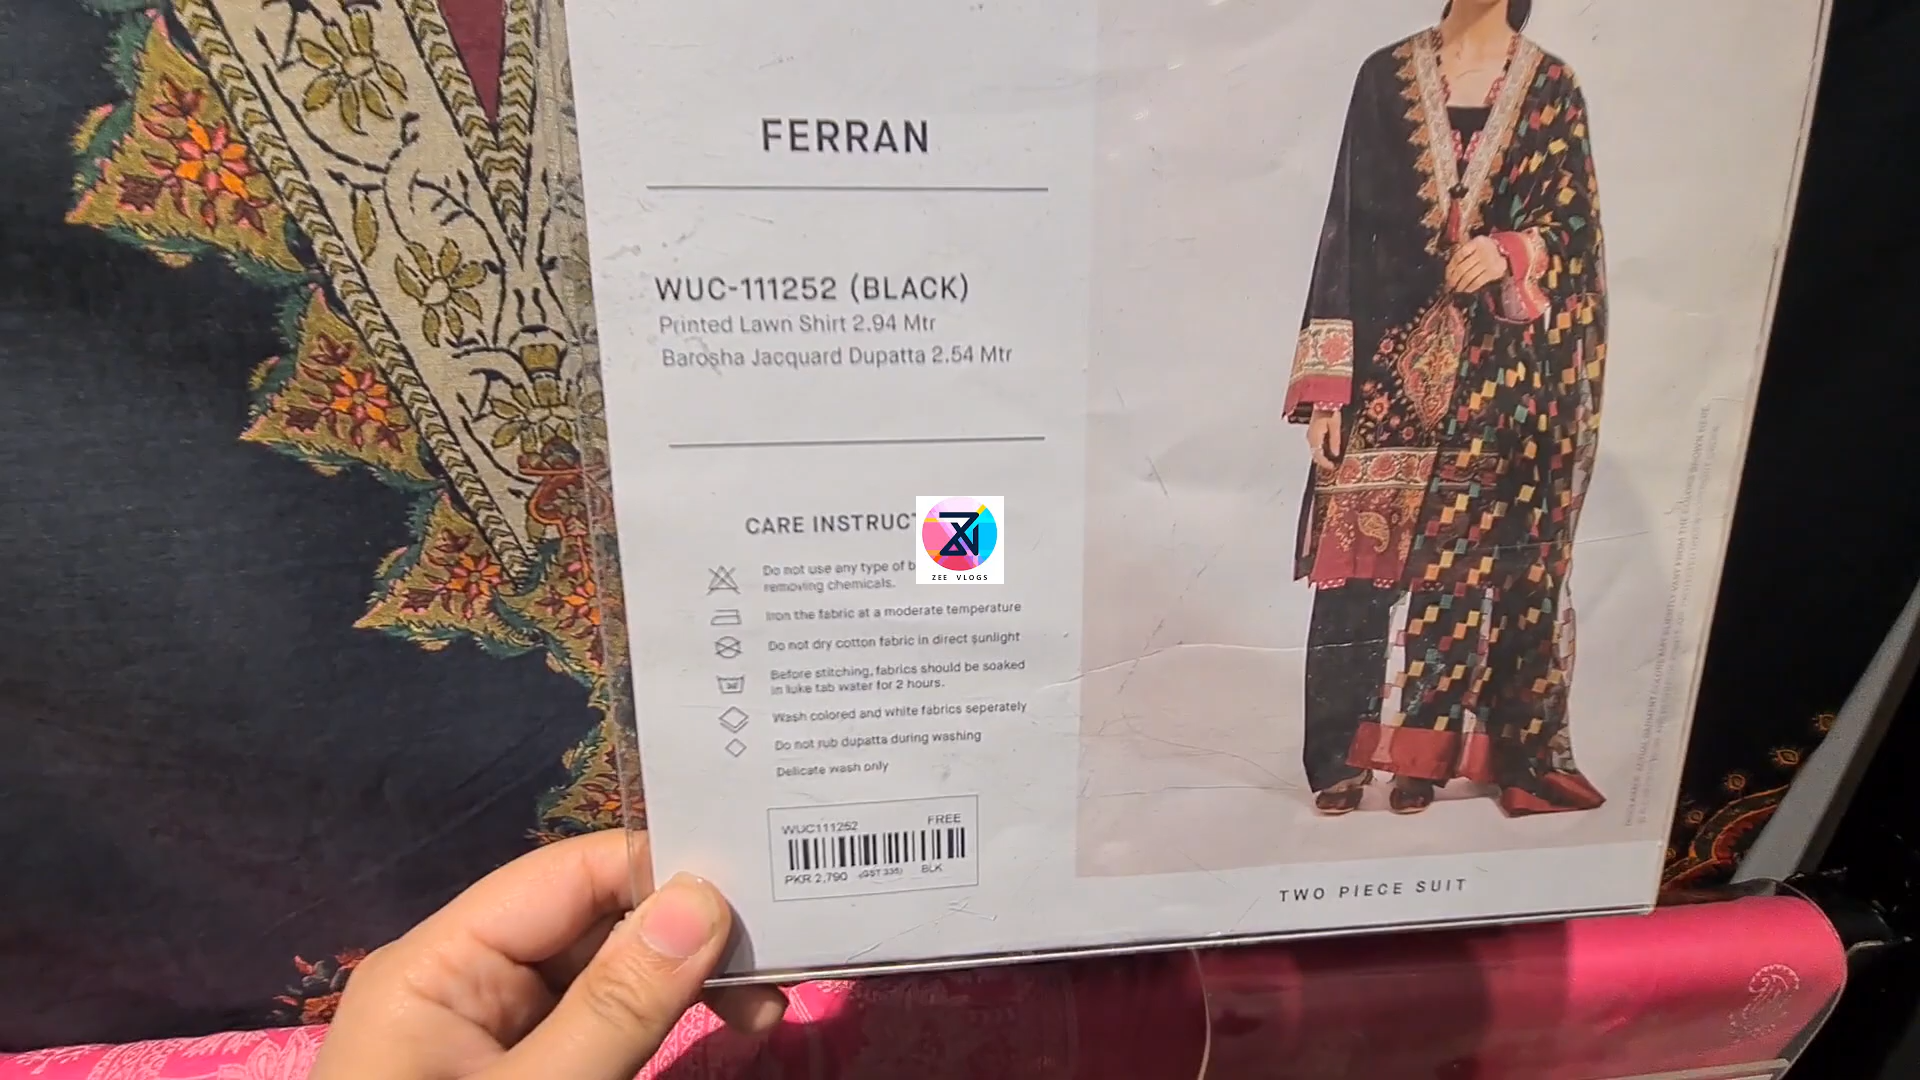 FERRAN
WUC-111252 (BLACK)
Printed Lawn Shirt 2.94 Mtr
Barosha Jacquard Dupatta 2.54 Mtr
CARE INSTRUCT
Do not use any type of b
removing chemicals.
Iron the fabric at a moderate temperature
Do not dry cotton fabric in direct sunlight
Before stitching, fabrics should be soaked
in luke tab water for 2 hours.
Wash colored and white fabrics seperately
Do not rub dupatta during washing
Delicate wash only
WUC111252 FREE
PKR 2,790 (GST 335) BLK
TWO PIECE SUIT
ZEE VLOGS